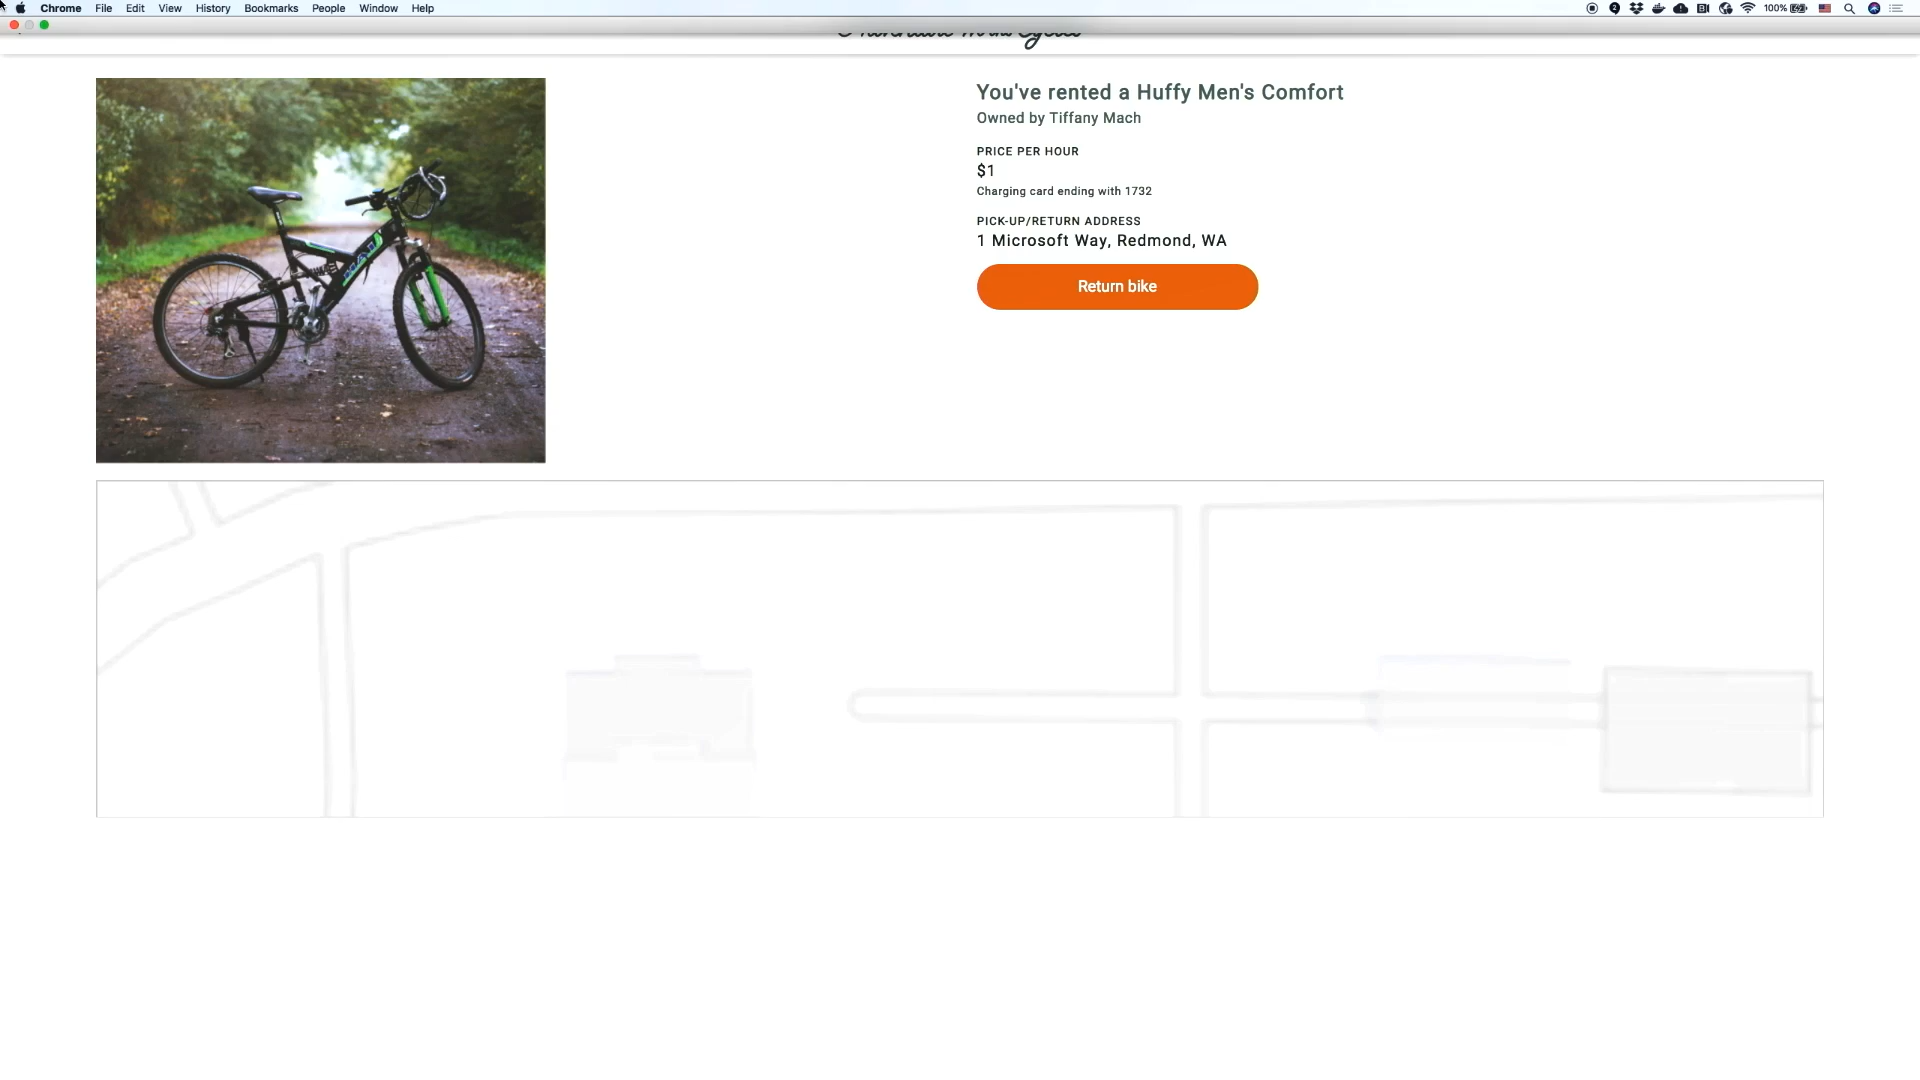 Chrome File Edit View History Bookmarks People Window Help
100%
You've rented a Huffy Men's Comfort
Owned by Tiffany Mach
PRICE PER HOUR
$1
Charging card ending with 1732
PICK-UP/RETURN ADDRESS
1 Microsoft Way, Redmond, WA
Return bike